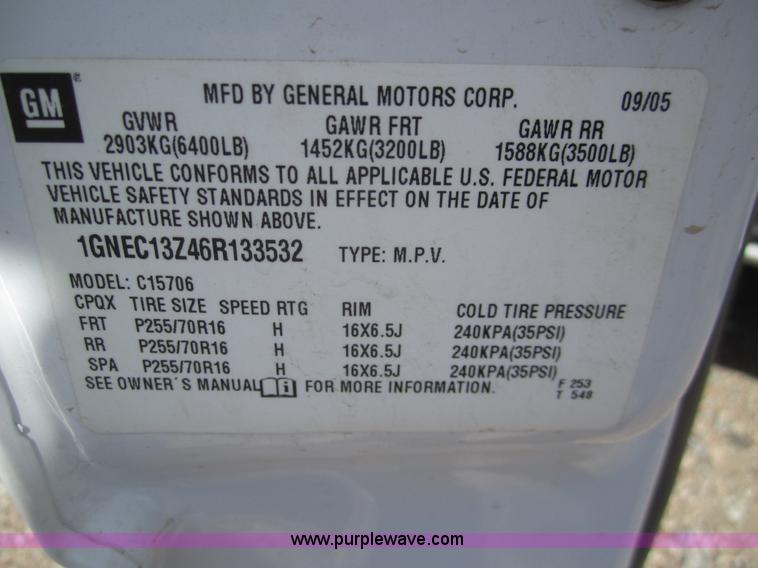 GM
MFD BY GENERAL MOTORS CORP. 09/05
GVWR GAWR FRT GAWR RR
2903KG(6400LB) 1452KG(3200LB) 1588KG(3500LB)
THIS VEHICLE CONFORMS TO ALL APPLICABLE U.S. FEDERAL MOTOR
VEHICLE SAFETY STANDARDS IN EFFECT ON THE DATE OF
MANUFACTURE SHOWN ABOVE.
1GNEC13Z46R133532 TYPE: M.P.V.
MODEL: C15706
CPQX TIRE SIZE SPEED RTG RIM COLD TIRE PRESSURE
FRT P255/70R16 H 16X6.5J 240KPA(35PSI)
RR P255/70R16 H 16X6.5J 240KPA(35PSI)
SPA P255/70R16 H 16X6.5J 240KPA(35PSI)
SEE OWNER'S MANUAL i FOR MORE INFORMATION. F 253
T 548
www.purplewave.com